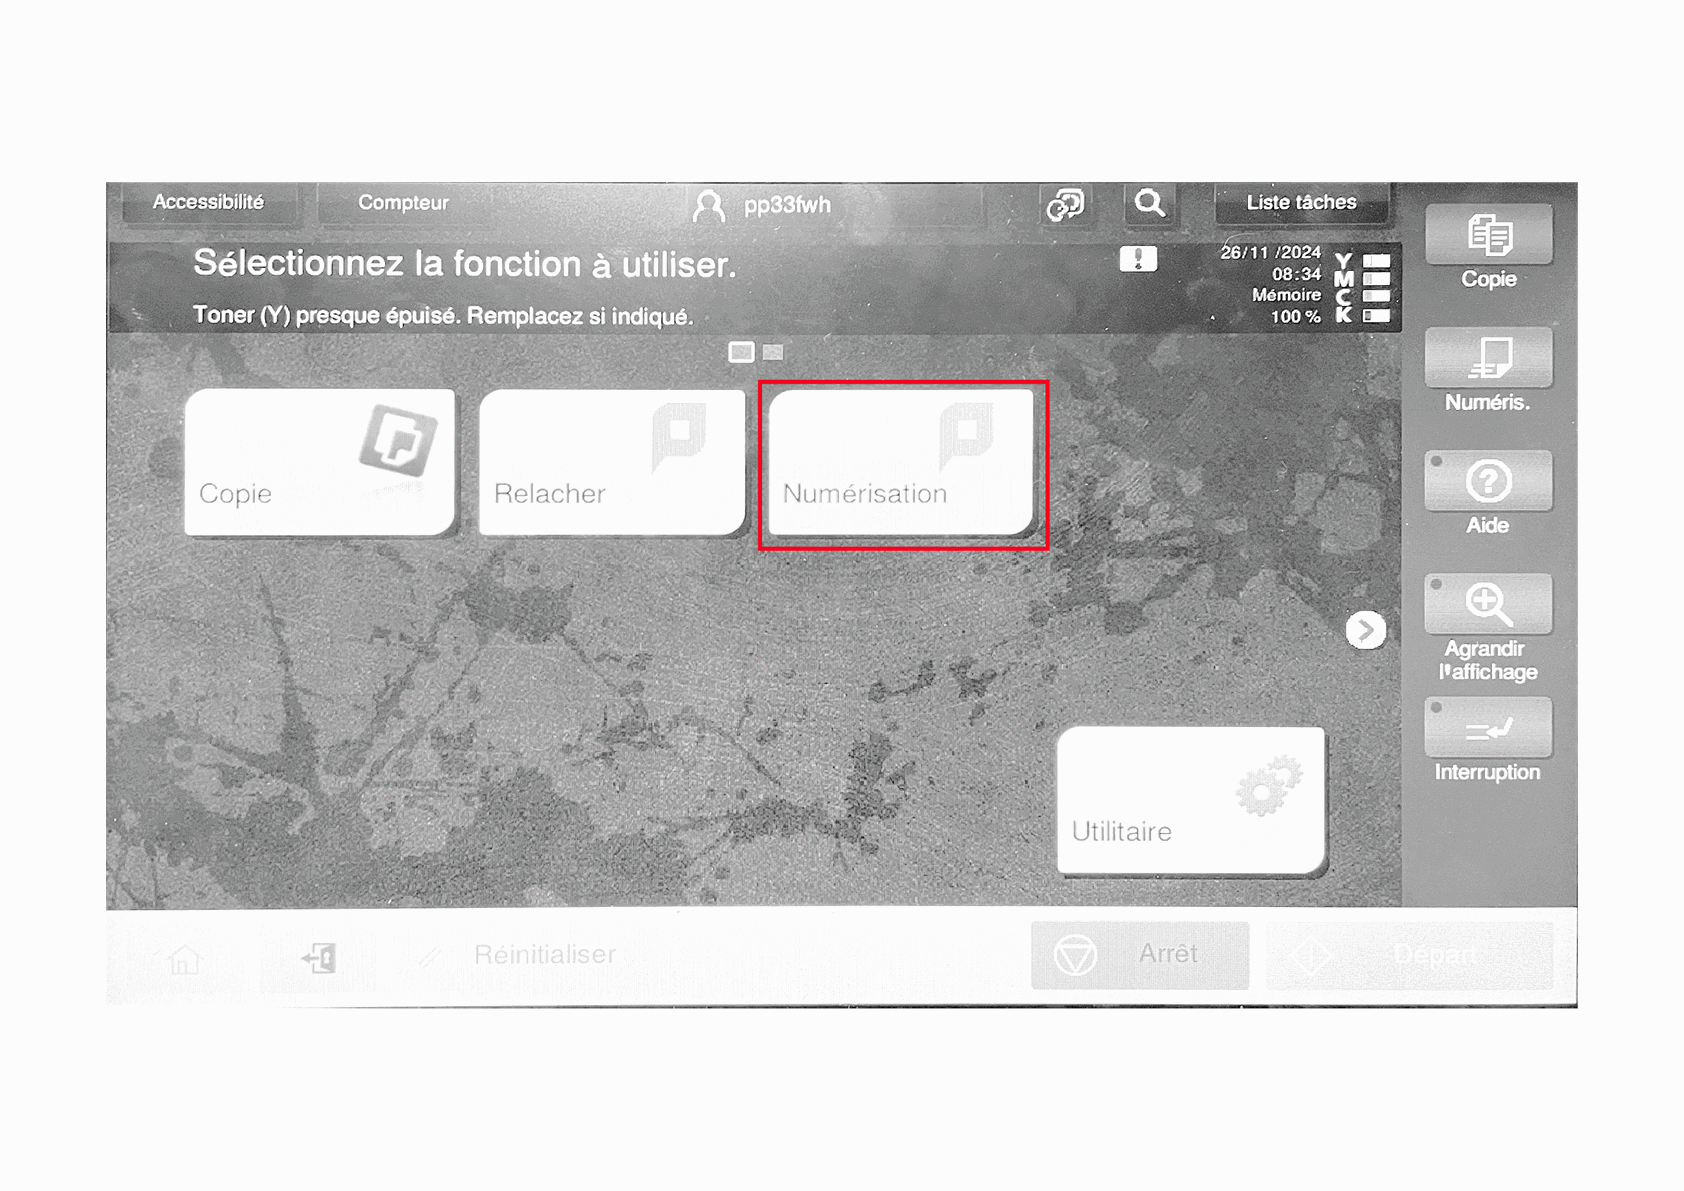 Accessibilité
Compteur
pp33fwh
Liste tâches
Sélectionnez la fonction à utiliser.
Toner (Y) presque épuisé. Remplacez si indiqué.
26/11 /2024
08:34
Mémoire
100 %
Y
M
C
K
Copie
Relacher
Numérisation
Utilitaire
Copie
Numéris.
Aide
Agrandir
l'affichage
Interruption
Réinitialiser
Arrêt
Départ